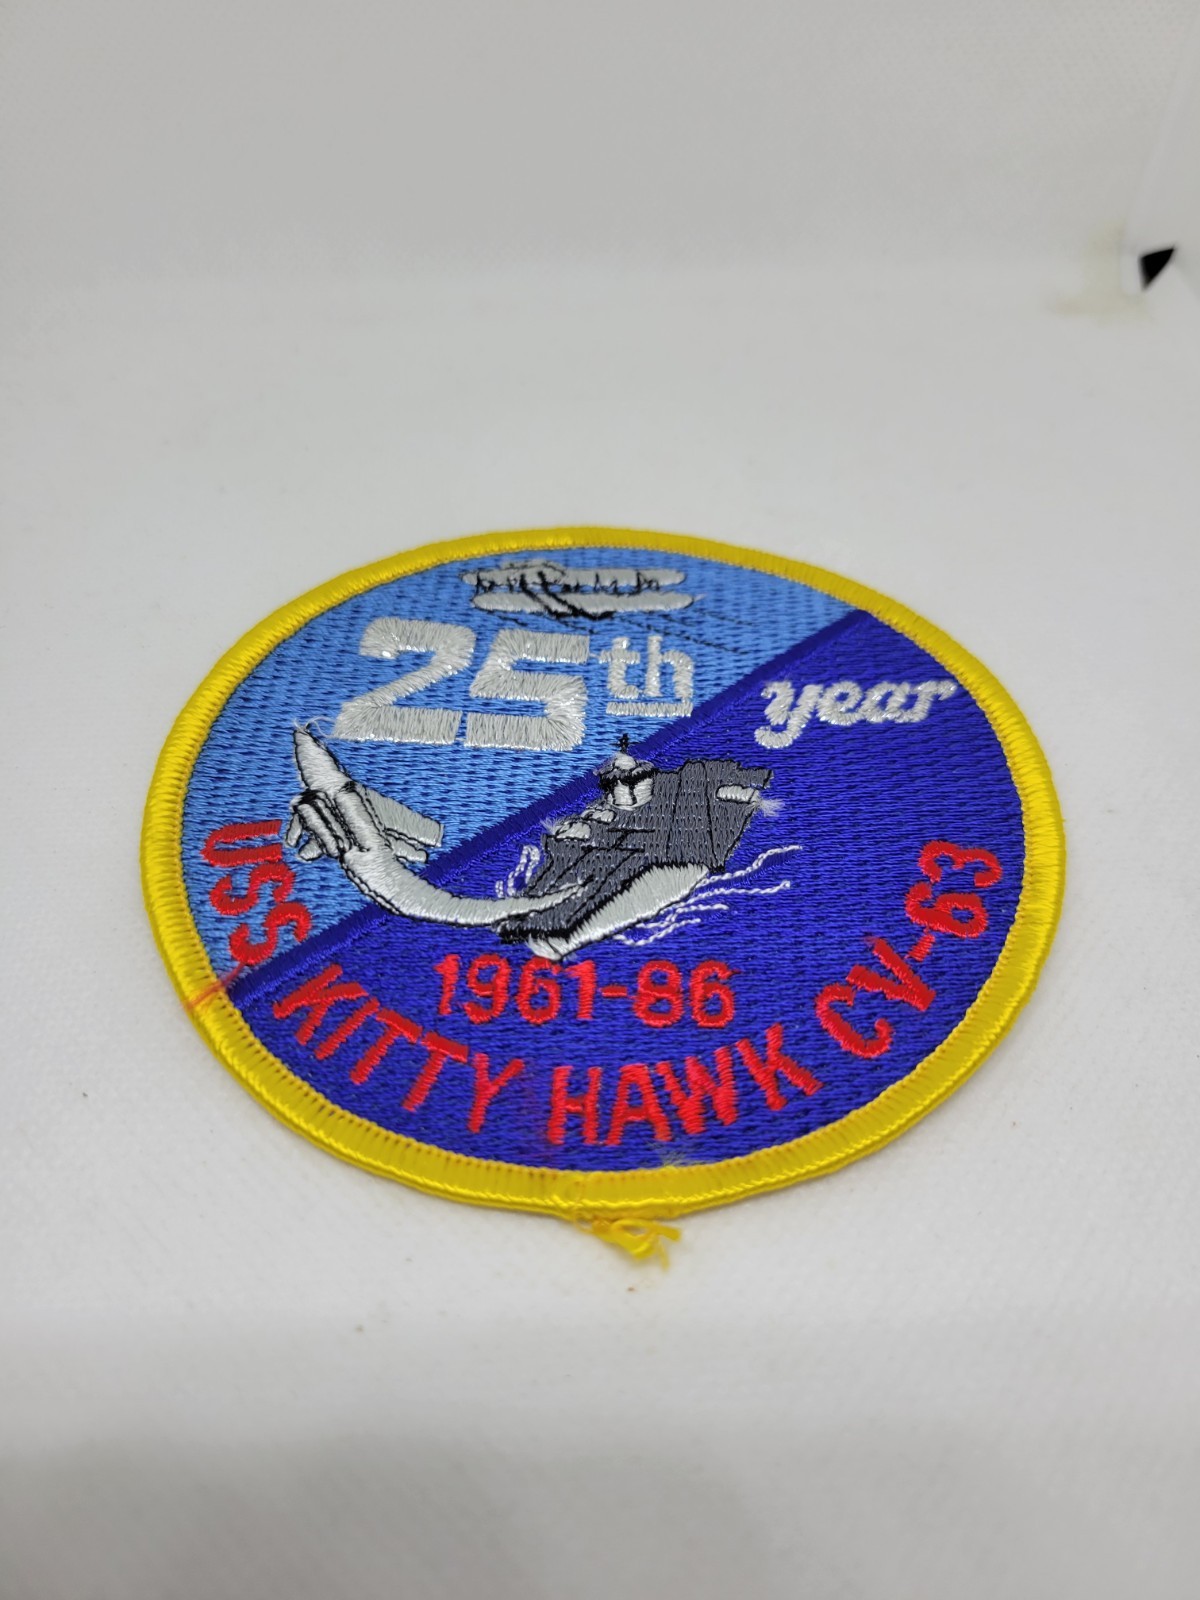 25th
year
1961-86
USS KITTY HAWK CV-63